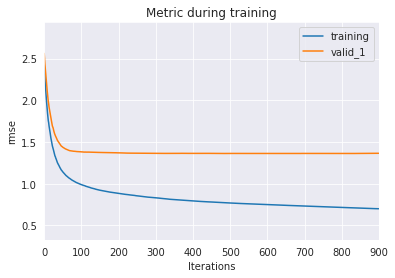 Metric during training
training
valid_1
2.5
2.0
1.5
1.0
0.5
rmse
0 100 200 300 400 500 600 700 800 900
Iterations